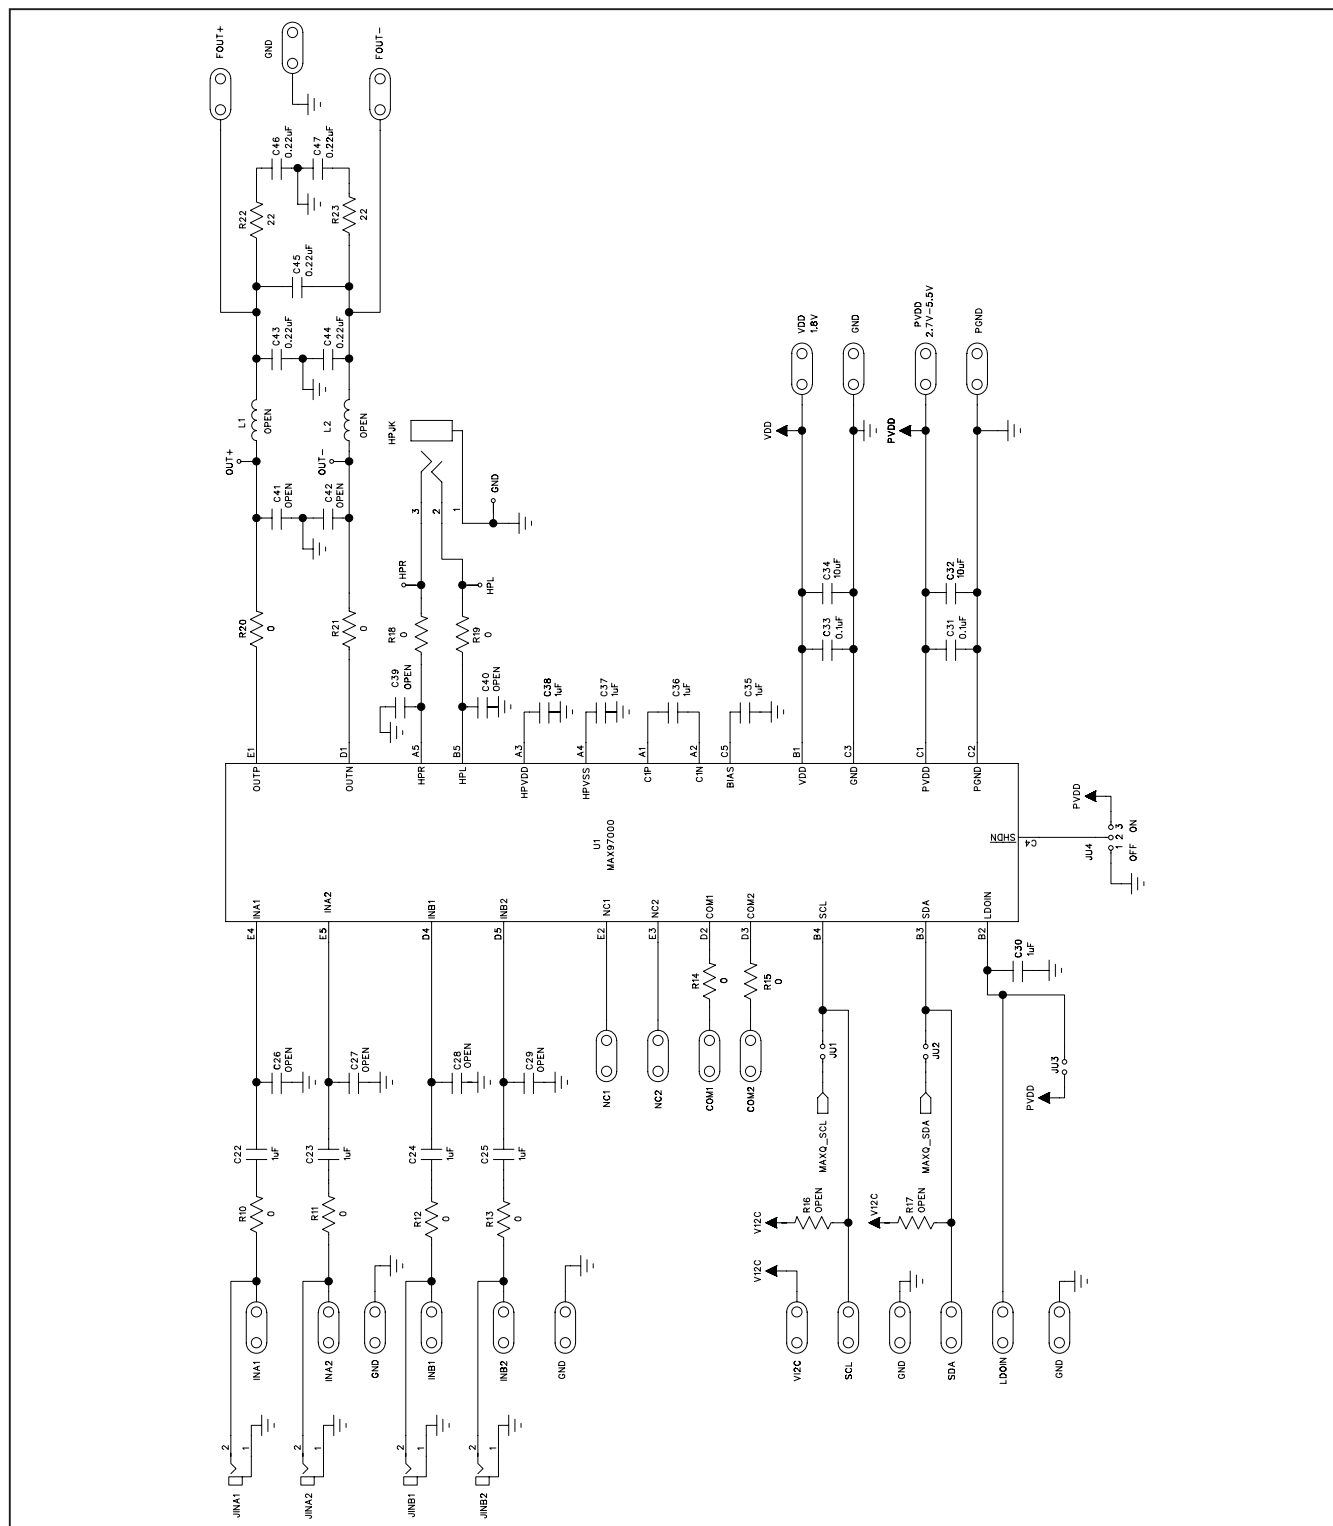 FOUT+
GND
FOUT-
C46
0.22uF
C47
0.22uF
R22
22
R23
22
C45
0.22uF
C43
0.22uF
C44
0.22uF
L1
OPEN
L2
OPEN
OUT+
OUT-
C41
OPEN
C42
OPEN
R20
0
R21
0
HPJK
3
2
1
GND
HPR
HPL
R18
0
R19
0
C39
OPEN
C40
OPEN
C38
1uF
C37
1uF
C36
1uF
C35
1uF
VDD
1.8V
GND
PVDD
2.7V-5.5V
PGND
VDD
PVDD
C34
10uF
C33
0.1uF
C32
10uF
C31
0.1uF
E1
D1
A5
B5
A3
A4
A1
A2
C5
B1
C3
C1
C2
OUTP
OUTN
HPR
HPL
HPVDD
HPVSS
C1P
C1N
BIAS
VDD
GND
PVDD
PGND
U1
MAX97000
SHDN
C4
PVDD
JU4
1 2 3
OFF
ON
INA1
INA2
INB1
INB2
NC1
NC2
COM1
COM2
SCL
SDA
LDOIN
E4
E5
D4
D5
E2
E3
D2
D3
B4
B3
B2
R14
0
R15
0
C30
1uF
C26
OPEN
C27
OPEN
C28
OPEN
C29
OPEN
NC1
NC2
COM1
COM2
JU1
JU2
JU3
PVDD
MAXQ_SCL
MAXQ_SDA
C22
1uF
C23
1uF
C24
1uF
C25
1uF
R10
0
R11
0
R12
0
R13
0
V12C
R16
OPEN
V12C
R17
OPEN
V12C
INA1
INA2
GND
INB1
INB2
GND
VI2C
SCL
GND
SDA
LDOIN
GND
2
1
2
1
2
1
2
1
JINA1
JINA2
JINB1
JINB2